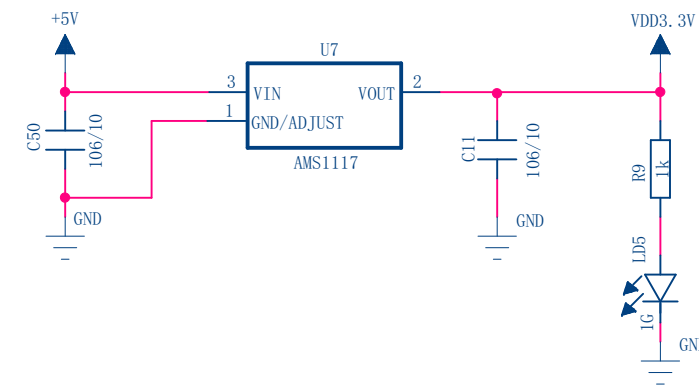 +5V
VDD3.3V
U7
3
VIN
VOUT
2
1
GND/ADJUST
AMS1117
C50
106/10
C11
106/10
R9
1k
GND
GND
LD5
1G
GN